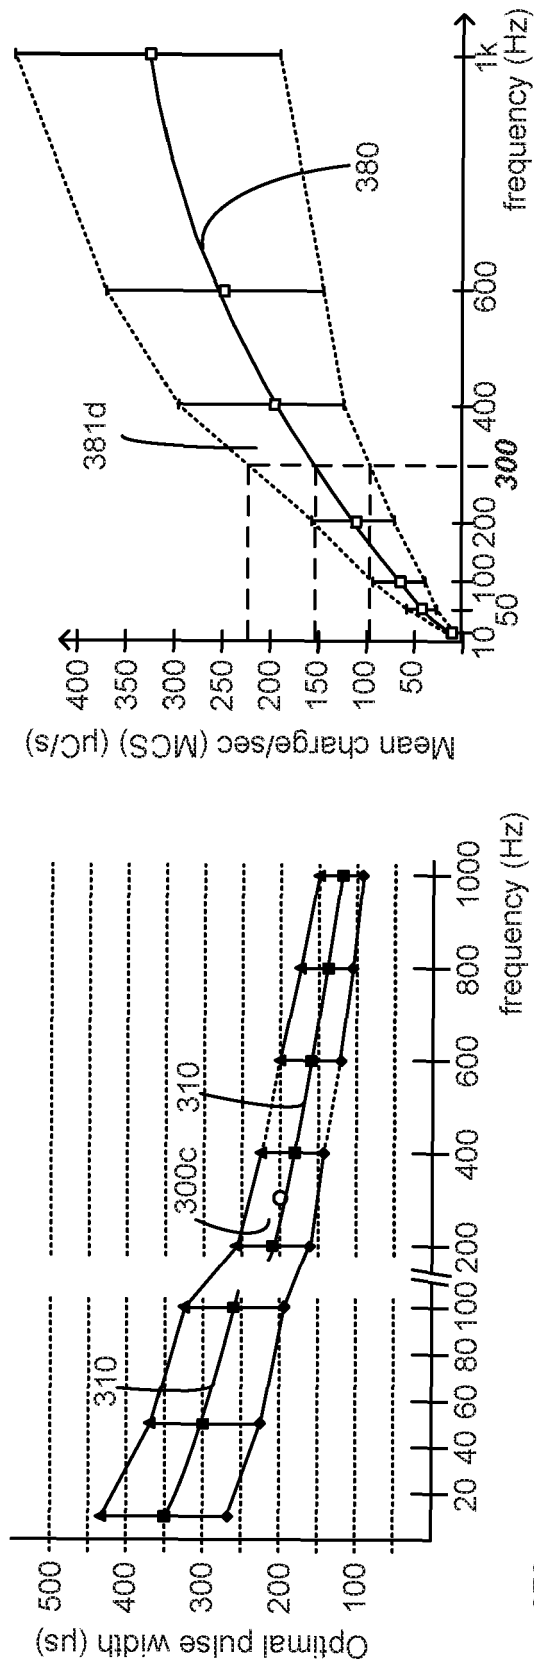 Optimal pulse width (µs)
500
400
300
200
100
310
300c
310
20 40 60 80 100 200 400 600 800 1000
frequency (Hz)
Mean charge/sec (MCS) (µC/s)
400
350
300
250
200
150
100
50
381d
380
10 50 100 200 300 400 600 1k
frequency (Hz)